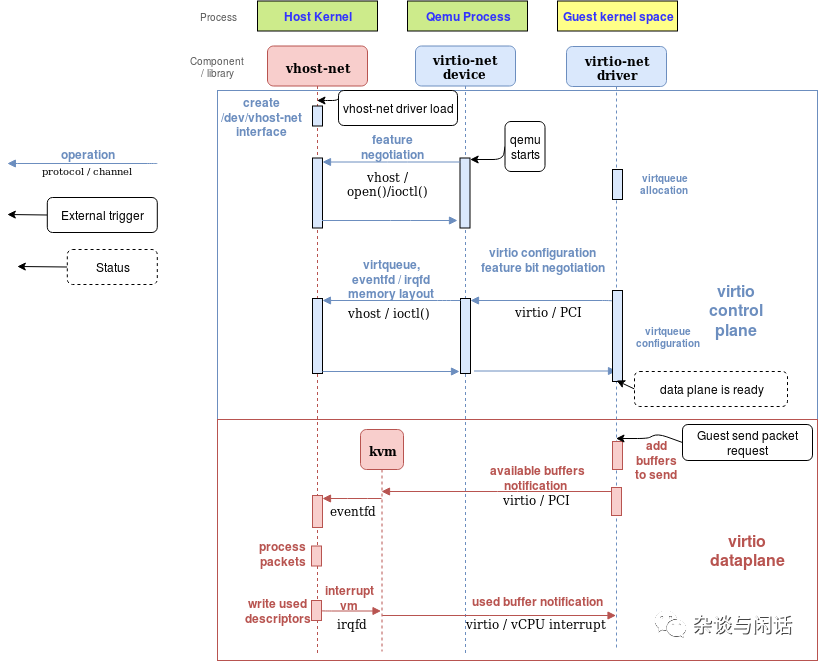 Process
Host Kernel
Qemu Process
Guest kernel space
Component
/ library
vhost-net
virtio-net
device
virtio-net
driver
create
/dev/vhost-net
interface
vhost-net driver load
operation
protocol / channel
feature
negotiation
vhost /
open()/ioctl()
qemu
starts
virtqueue
allocation
External trigger
Status
virtqueue,
eventfd / irqfd
memory layout
vhost / ioctl()
virtio configuration
feature bit negotiation
virtio / PCI
virtqueue
configuration
virtio
control
plane
data plane is ready
Guest send packet
request
kvm
add
buffers
to send
available buffers
notification
virtio / PCI
eventfd
process
packets
virtio
dataplane
write used
descriptors
interrupt
vm
irqfd
used buffer notification
virtio / vCPU interrupt
杂谈与闲话